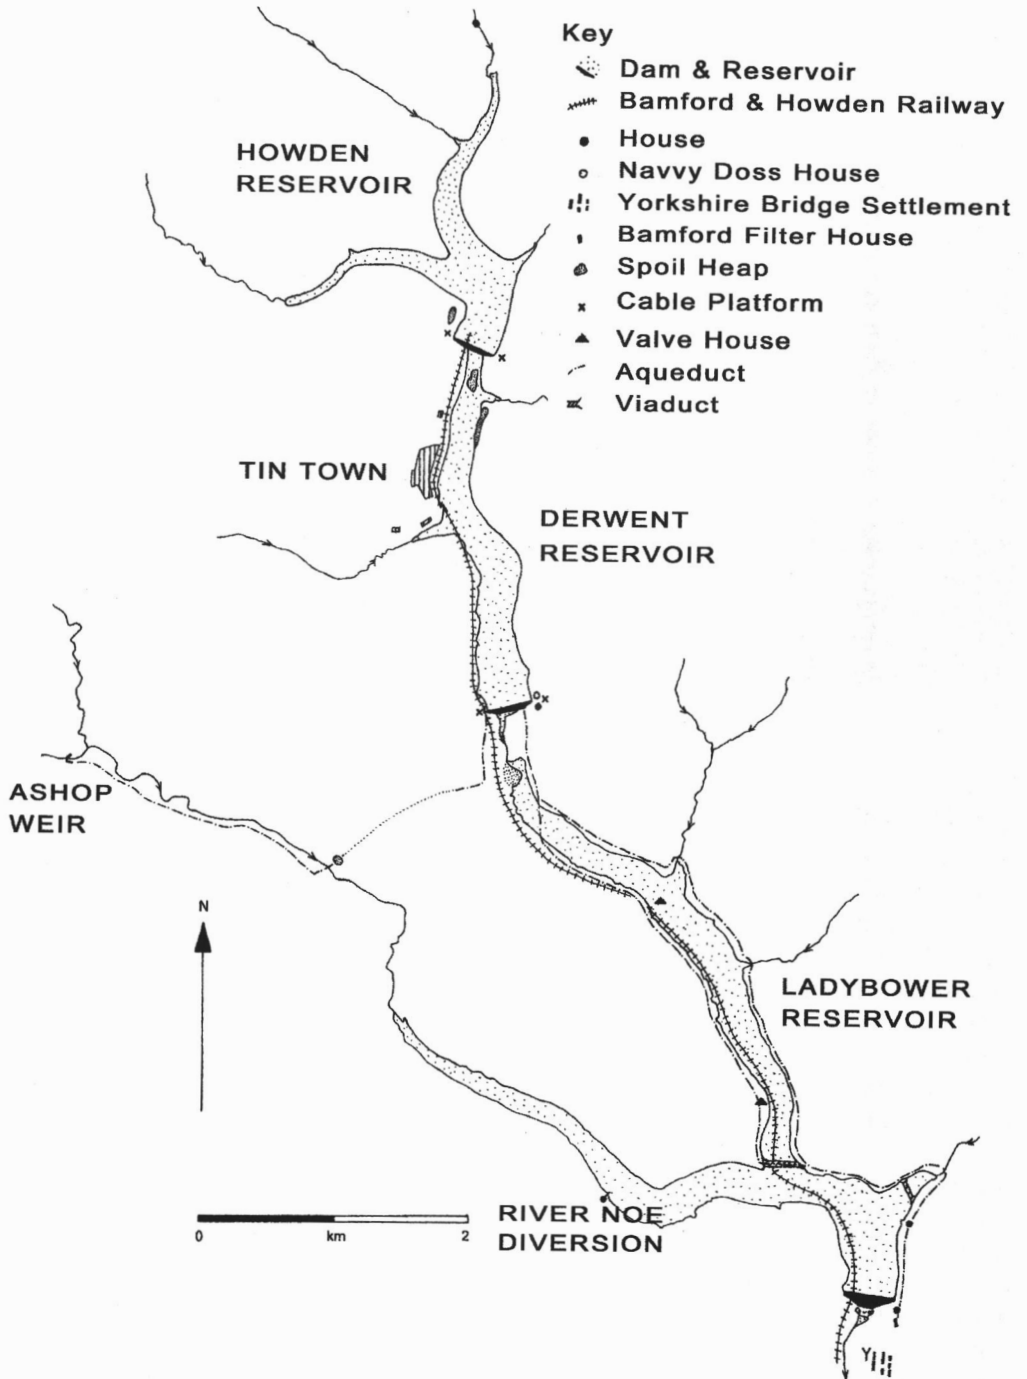 Key
Dam & Reservoir
Bamford & Howden Railway
House
Navvy Doss House
Yorkshire Bridge Settlement
Bamford Filter House
Spoil Heap
Cable Platform
Valve House
Aqueduct
Viaduct
HOWDEN
RESERVOIR
TIN TOWN
DERWENT
RESERVOIR
ASHOP
WEIR
N
LADYBOWER
RESERVOIR
0 km 2
RIVER NOE
DIVERSION
Y